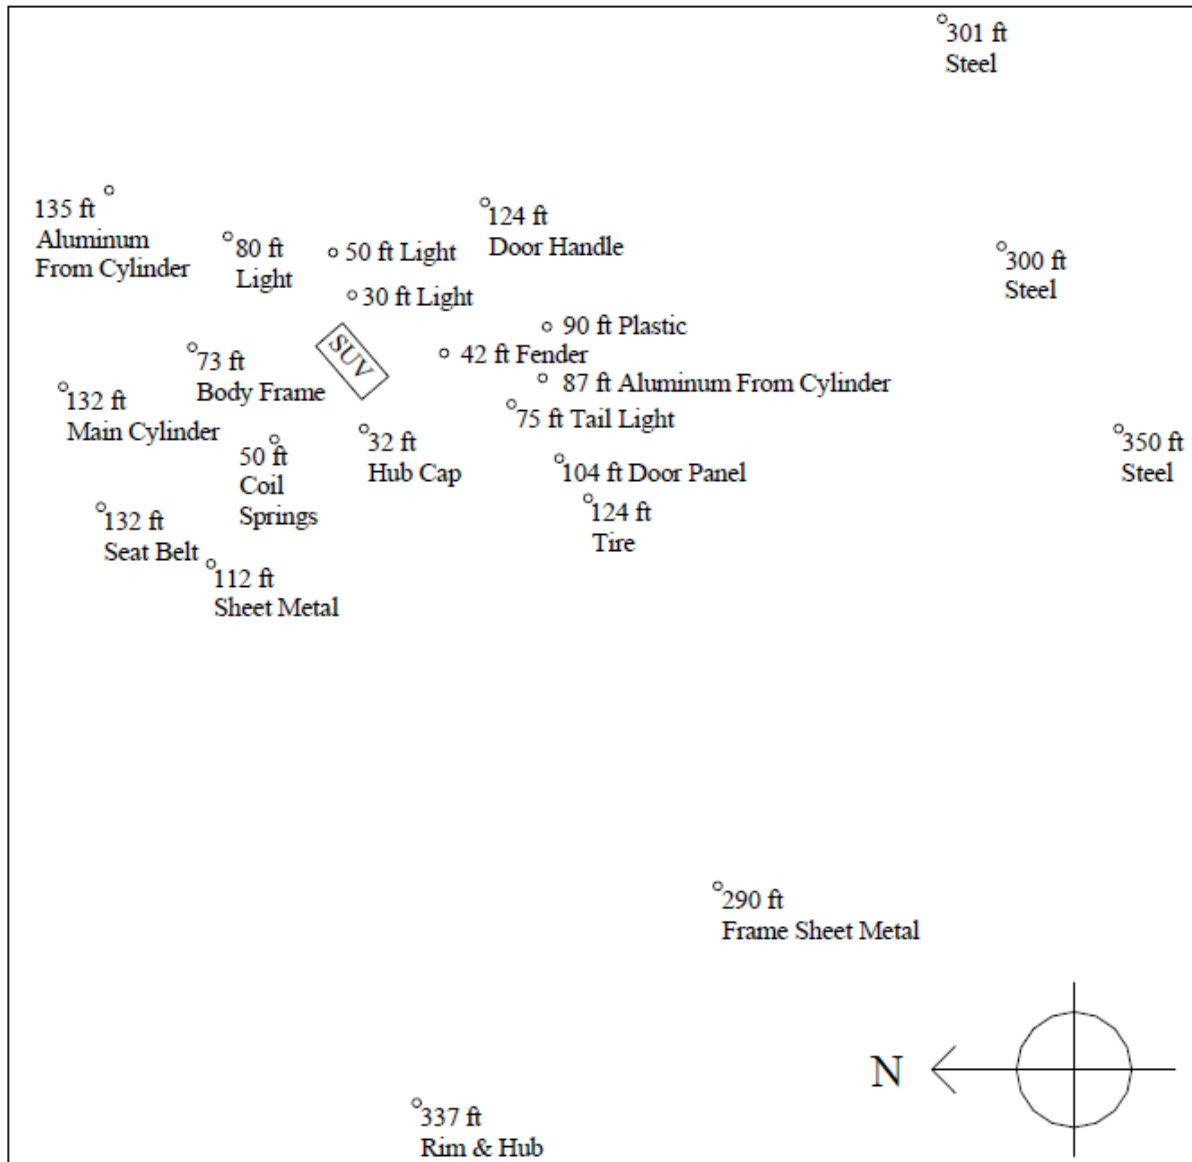 301 ft
Steel
135 ft
Aluminum
From Cylinder
80 ft
Light
50 ft Light
124 ft
Door Handle
300 ft
Steel
30 ft Light
90 ft Plastic
SUV
42 ft Fender
73 ft
Body Frame
87 ft Aluminum From Cylinder
132 ft
Main Cylinder
75 ft Tail Light
32 ft
Hub Cap
350 ft
Steel
50 ft
Coil
Springs
104 ft Door Panel
132 ft
Seat Belt
124 ft
Tire
112 ft
Sheet Metal
290 ft
Frame Sheet Metal
N
337 ft
Rim & Hub